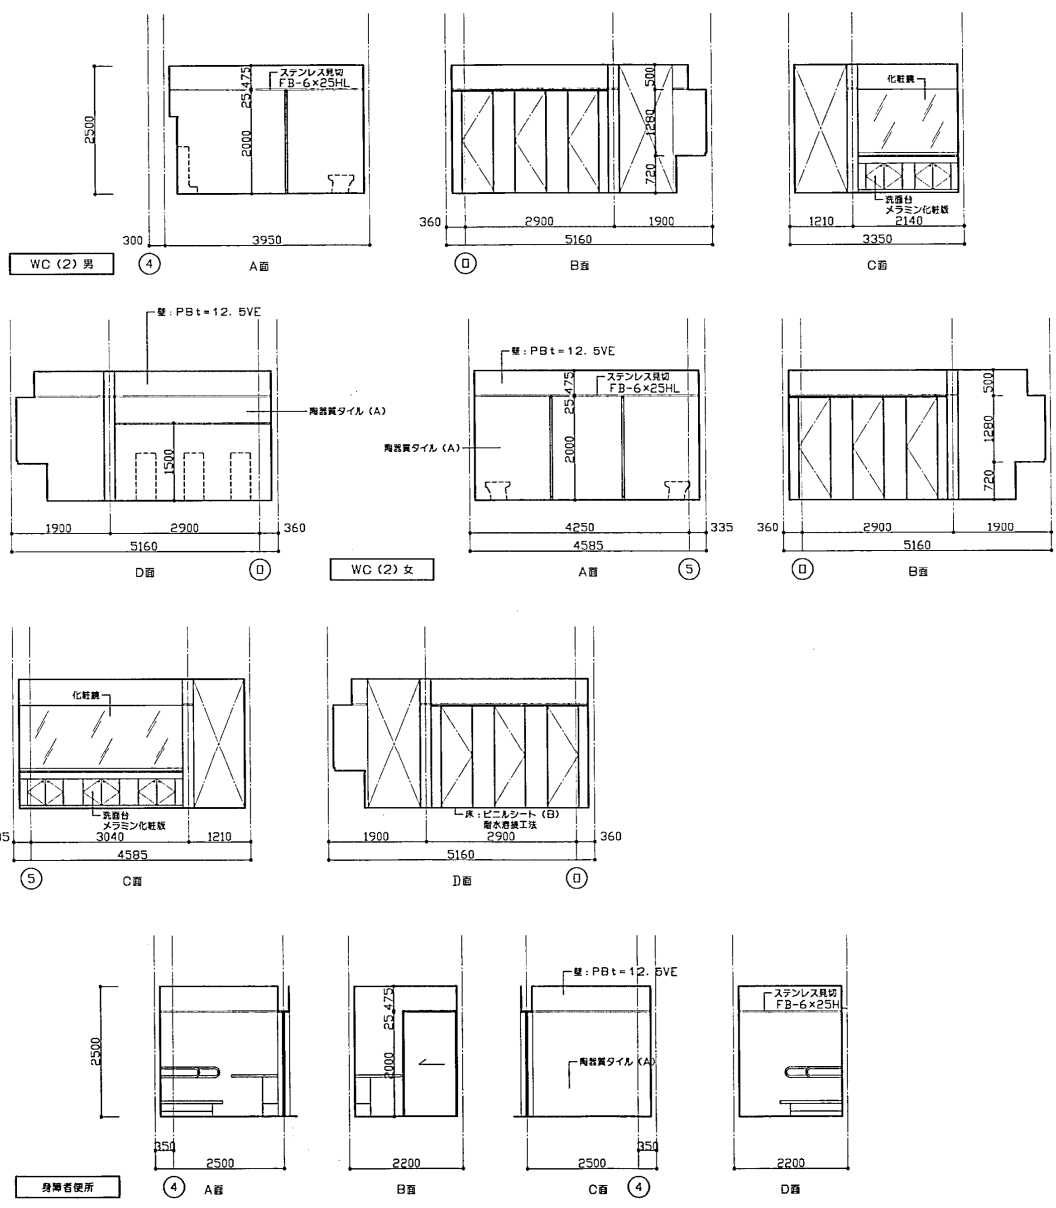 ステンレス見切
FB-6×25HL
2500
25,475
2000
300
3950
WC（2）男
4
A面
500
1280
720
360
2900
1900
5160
ロ
B面
化粧鏡
洗面台
メラミン化粧版
1210
2140
3350
C面
壁：PBt=12.5VE
陶器質タイル（A）
1500
1900
2900
360
5160
D面
ロ
壁：PBt=12.5VE
ステンレス見切
FB-6×25HL
25,475
2000
陶器質タイル（A）
4250
335
4585
WC（2）女
A面
5
500
1280
720
360
2900
1900
5160
ロ
B面
化粧鏡
洗面台
メラミン化粧版
3040
1210
4585
5
C面
床：ビニルシート（B）
耐水溶接工法
1900
2900
360
5160
D面
ロ
2500
350
2500
身障者便所
4
A面
25,475
2000
2200
B面
壁：PBt=12.5VE
陶器質タイル（A）
350
2500
C面
4
ステンレス見切
FB-6×25H
2200
D面